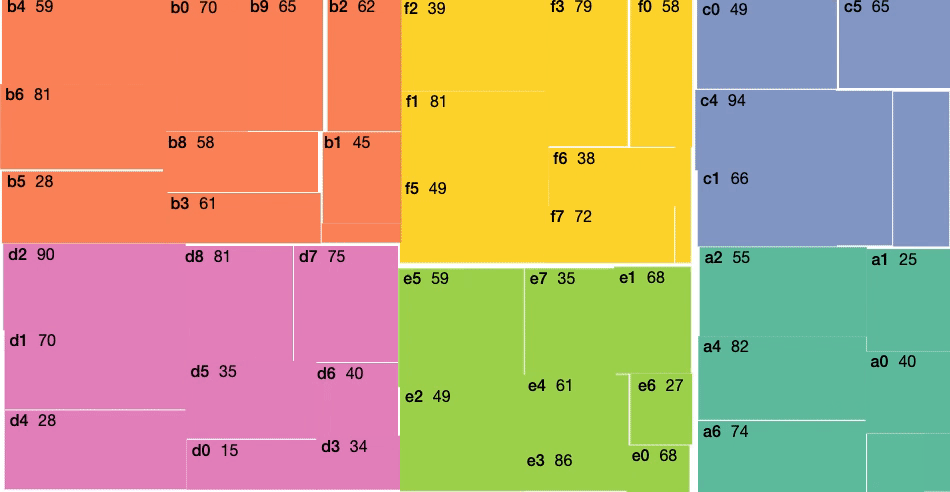 b4 59
b0 70
b9 65
b2 62
f2 39
f3 79
f0 58
c0 49
c5 65
b6 81
f1 81
c4 94
b8 58
b1 45
f6 38
b5 28
f5 49
c1 66
b3 61
f7 72
d2 90
d8 81
d7 75
e5 59
e7 35
e1 68
a2 55
a1 25
d1 70
a4 82
a0 40
d5 35
d6 40
e4 61
e6 27
e2 49
d4 28
a6 74
d0 15
d3 34
e3 86
e0 68